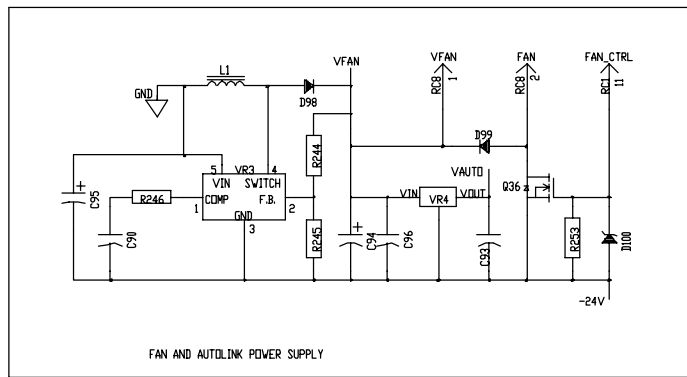 L1
VFAN
VFAN
FAN
FAN_CTRL
GND
D98
RC8
1
RC8
2
RC1
11
D99
R244
5
VR3
4
VIN
SWITCH
COMP
F.B.
GND
1
2
3
R246
C95
C90
R245
VAUTO
VIN
VR4
VOUT
Q36
C94
C96
C93
R253
D100
-24V
FAN AND AUTOLINK POWER SUPPLY